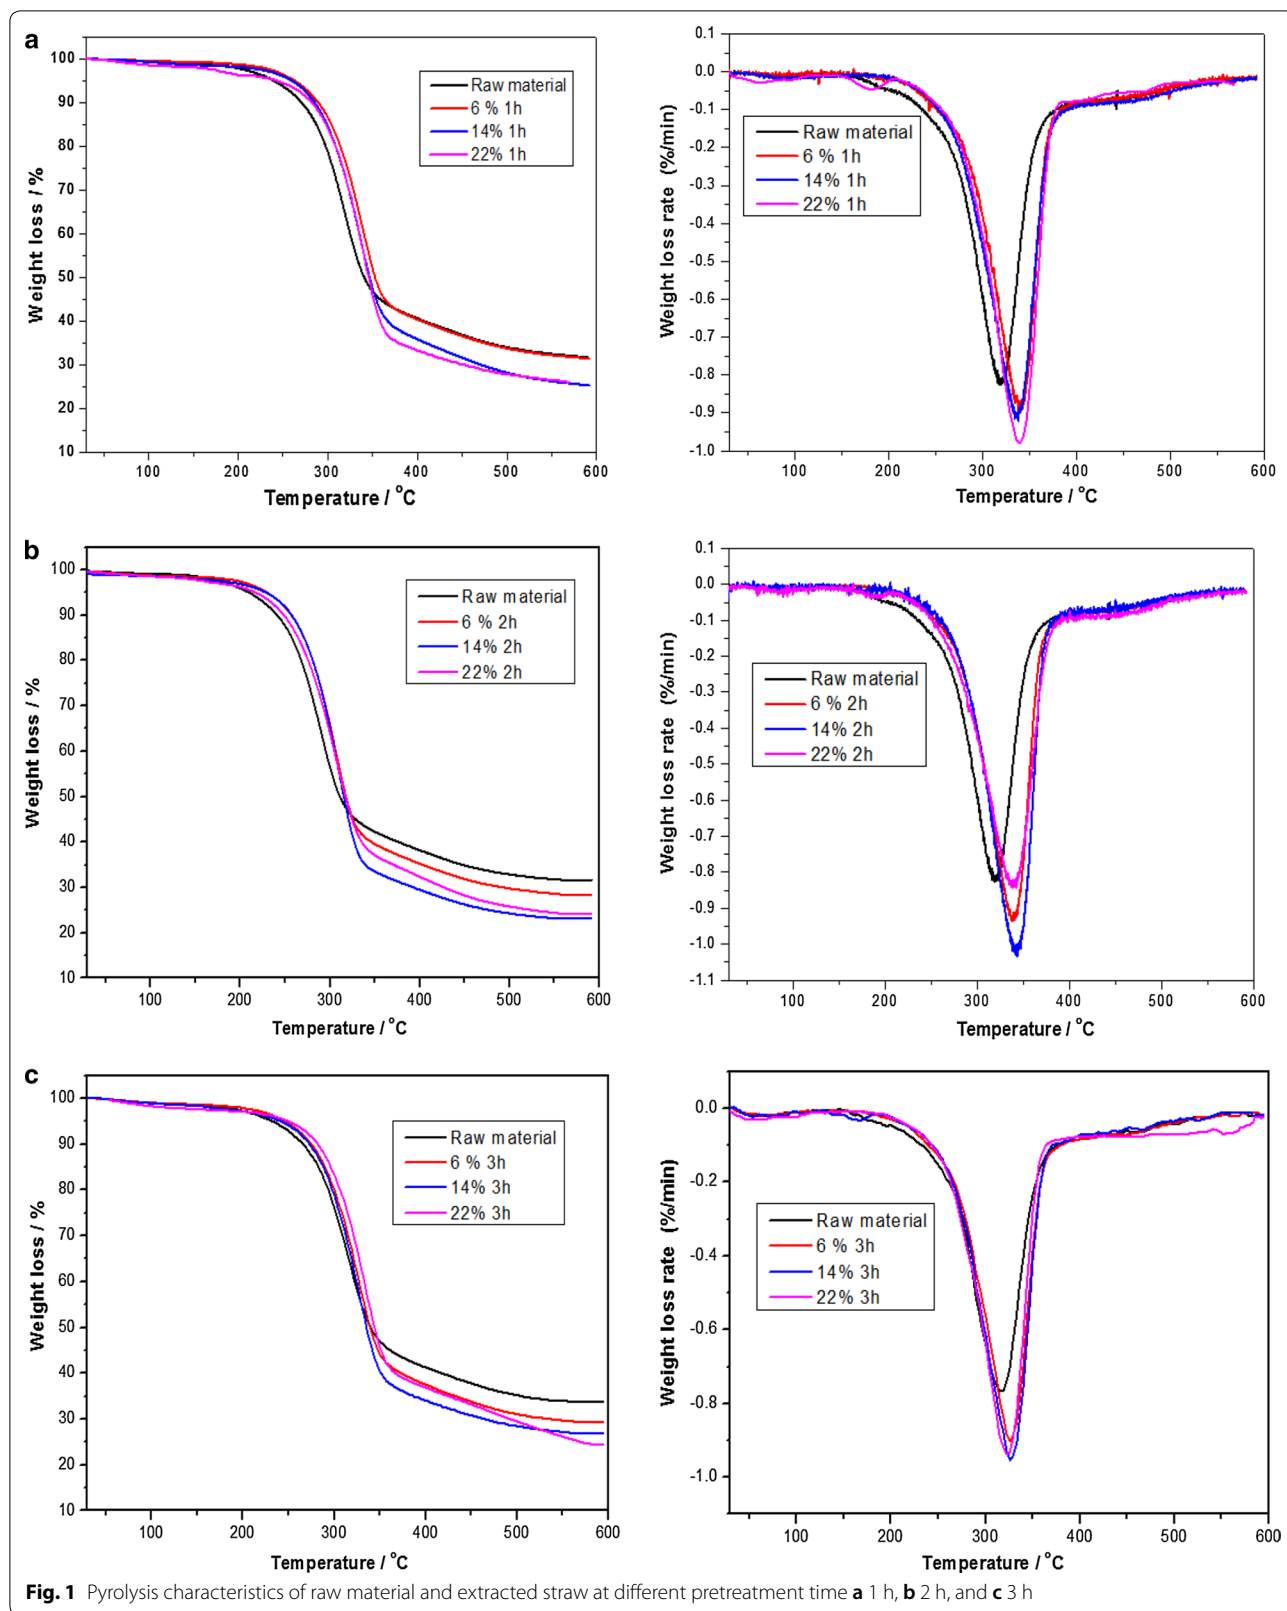 a
100
90
80
70
60
50
40
30
20
10
Weight loss / %
Raw material
6 % 1h
14% 1h
22% 1h
100 200 300 400 500 600
Temperature / °C
0.1
0.0
-0.1
-0.2
-0.3
-0.4
-0.5
-0.6
-0.7
-0.8
-0.9
-1.0
Weight loss rate (%/min)
Raw material
6 % 1h
14% 1h
22% 1h
100 200 300 400 500 600
Temperature / °C
b
100
90
80
70
60
50
40
30
20
10
Weight loss / %
Raw material
6 % 2h
14% 2h
22% 2h
100 200 300 400 500 600
Temperature / °C
0.1
0.0
-0.1
-0.2
-0.3
-0.4
-0.5
-0.6
-0.7
-0.8
-0.9
-1.0
-1.1
Weight loss rate (%/min)
Raw material
6 % 2h
14% 2h
22% 2h
100 200 300 400 500 600
Temperature / °C
c
100
90
80
70
60
50
40
30
20
10
Weight loss / %
Raw material
6 % 3h
14% 3h
22% 3h
100 200 300 400 500 600
Temperature / °C
0.0
-0.2
-0.4
-0.6
-0.8
-1.0
Weight loss rate (%/min)
Raw material
6 % 3h
14% 3h
22% 3h
100 200 300 400 500 600
Temperature / °C
Fig. 1 Pyrolysis characteristics of raw material and extracted straw at different pretreatment time a 1 h, b 2 h, and c 3 h